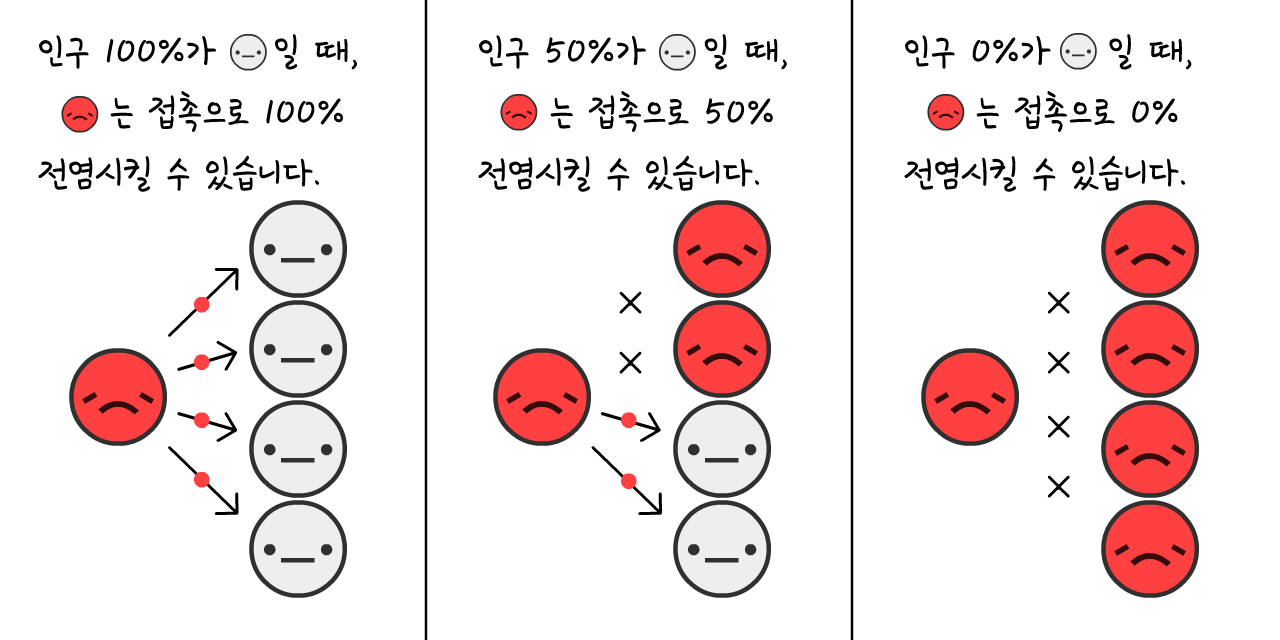 인구 100%가 일 때,
는 접촉으로 100%
전염시킬 수 있습니다.
인구 50%가 일 때,
는 접촉으로 50%
전염시킬 수 있습니다.
인구 0%가 일 때,
는 접촉으로 0%
전염시킬 수 있습니다.